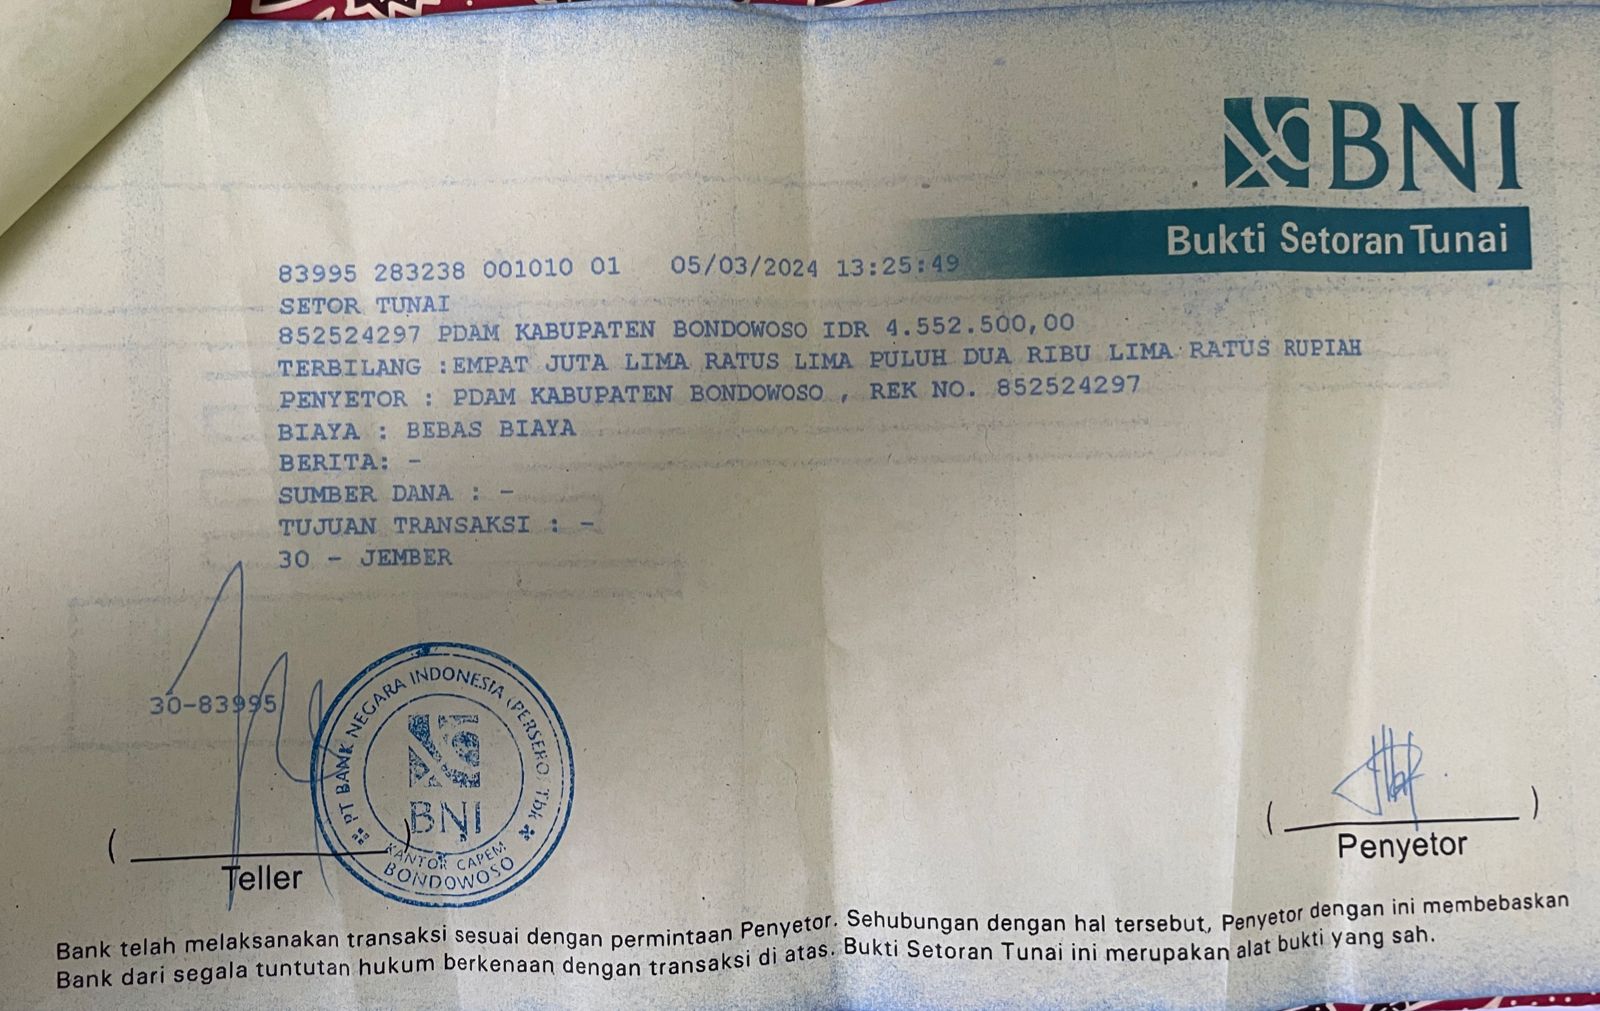 BNI
Bukti Setoran Tunai
83995 283238 001010 01 05/03/2024 13:25:49
SETOR TUNAI
852524297 PDAM KABUPATEN BONDOWOSO IDR 4.552.500,00
TERBILANG :EMPAT JUTA LIMA RATUS LIMA PULUH DUA RIBU LIMA RATUS RUPIAH
PENYETOR : PDAM KABUPATEN BONDOWOSO , REK NO. 852524297
BIAYA : BEBAS BIAYA
BERITA: -
SUMBER DANA : -
TUJUAN TRANSAKSI : -
30 - JEMBER
30-83995
PT BANK NEGARA INDONESIA (PERSERO) Tbk
BNI
KANTOR CAPEM
BONDOWOSO
( ) ( )
Teller Penyetor
Bank telah melaksanakan transaksi sesuai dengan permintaan Penyetor. Sehubungan dengan hal tersebut, Penyetor dengan ini membebaskan
Bank dari segala tuntutan hukum berkenaan dengan transaksi di atas. Bukti Setoran Tunai ini merupakan alat bukti yang sah.